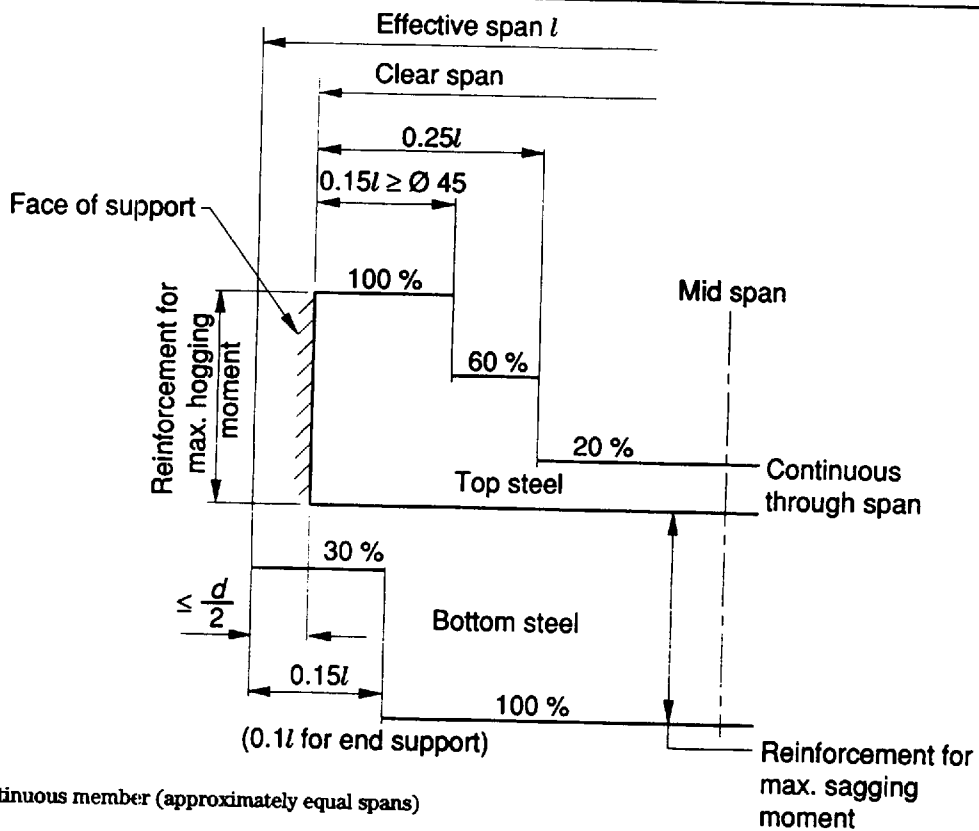 Effective span l
Clear span
0.25l
0.15l ≥ Ø 45
Face of support
100 %
Mid span
Reinforcement for
max. hogging
moment
60 %
20 %
Top steel
Continuous
through span
30 %
≤ d/2
Bottom steel
0.15l
100 %
(0.1l for end support)
Reinforcement for
max. sagging
moment
member (approximately equal spans)